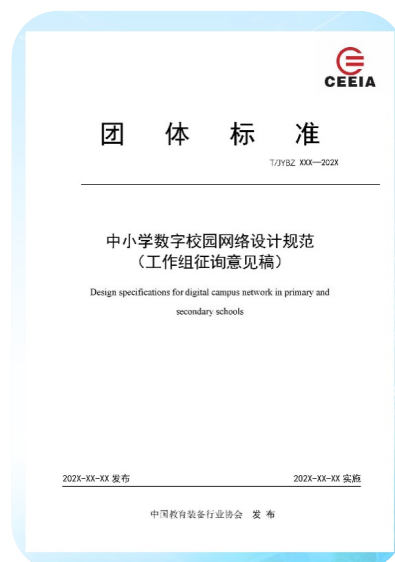 CEEIA
团体标准
T/JYBZ XXX—202X
中小学数字校园网络设计规范
（工作组征询意见稿）
Design specifications for digital campus network in primary and
secondary schools
202X-XX-XX 发布
202X-XX-XX 实施
中国教育装备行业协会 发 布